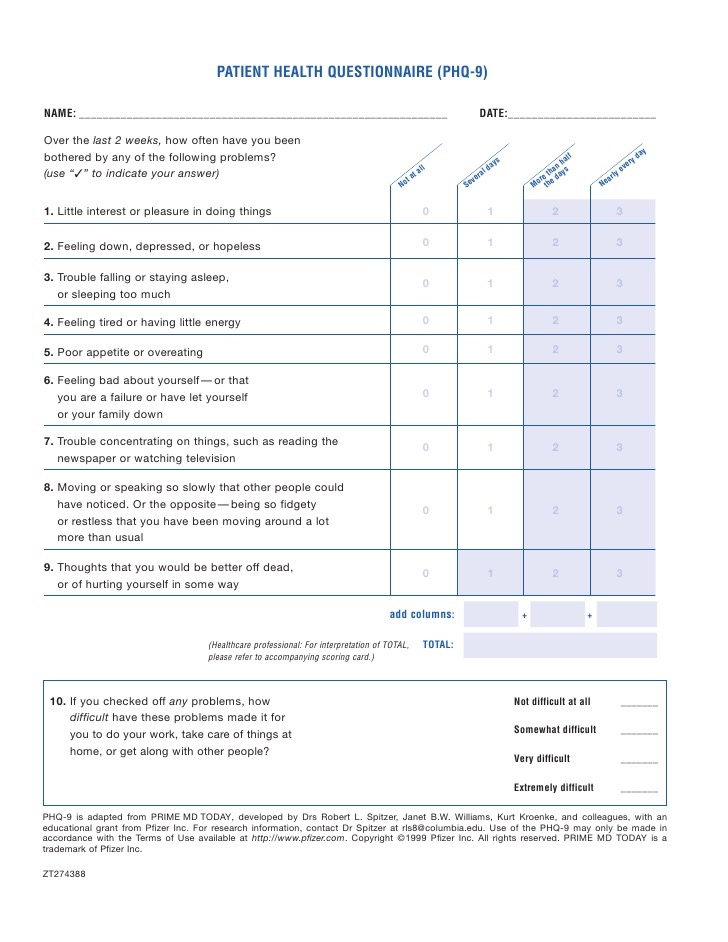 PATIENT HEALTH QUESTIONNAIRE (PHQ-9)
NAME: ______________________________________________________________ DATE:_________________________
Over the last 2 weeks, how often have you been
bothered by any of the following problems?
(use "✓" to indicate your answer)
Not at all
Several days
More than half
the days
Nearly every day
1. Little interest or pleasure in doing things 0 1 2 3
2. Feeling down, depressed, or hopeless 0 1 2 3
3. Trouble falling or staying asleep,
or sleeping too much 0 1 2 3
4. Feeling tired or having little energy 0 1 2 3
5. Poor appetite or overeating 0 1 2 3
6. Feeling bad about yourself—or that
you are a failure or have let yourself 0 1 2 3
or your family down
7. Trouble concentrating on things, such as reading the
newspaper or watching television 0 1 2 3
8. Moving or speaking so slowly that other people could
have noticed. Or the opposite—being so fidgety
or restless that you have been moving around a lot 0 1 2 3
more than usual
9. Thoughts that you would be better off dead,
or of hurting yourself in some way 0 1 2 3
add columns: + +
(Healthcare professional: For interpretation of TOTAL, TOTAL:
please refer to accompanying scoring card.)
10. If you checked off any problems, how Not difficult at all _______
difficult have these problems made it for
you to do your work, take care of things at Somewhat difficult _______
home, or get along with other people?
Very difficult _______
Extremely difficult _______
PHQ-9 is adapted from PRIME MD TODAY, developed by Drs Robert L. Spitzer, Janet B.W. Williams, Kurt Kroenke, and colleagues, with an
educational grant from Pfizer Inc. For research information, contact Dr Spitzer at rls8@columbia.edu. Use of the PHQ-9 may only be made in
accordance with the Terms of Use available at http://www.pfizer.com. Copyright ©1999 Pfizer Inc. All rights reserved. PRIME MD TODAY is a
trademark of Pfizer Inc.
ZT274388